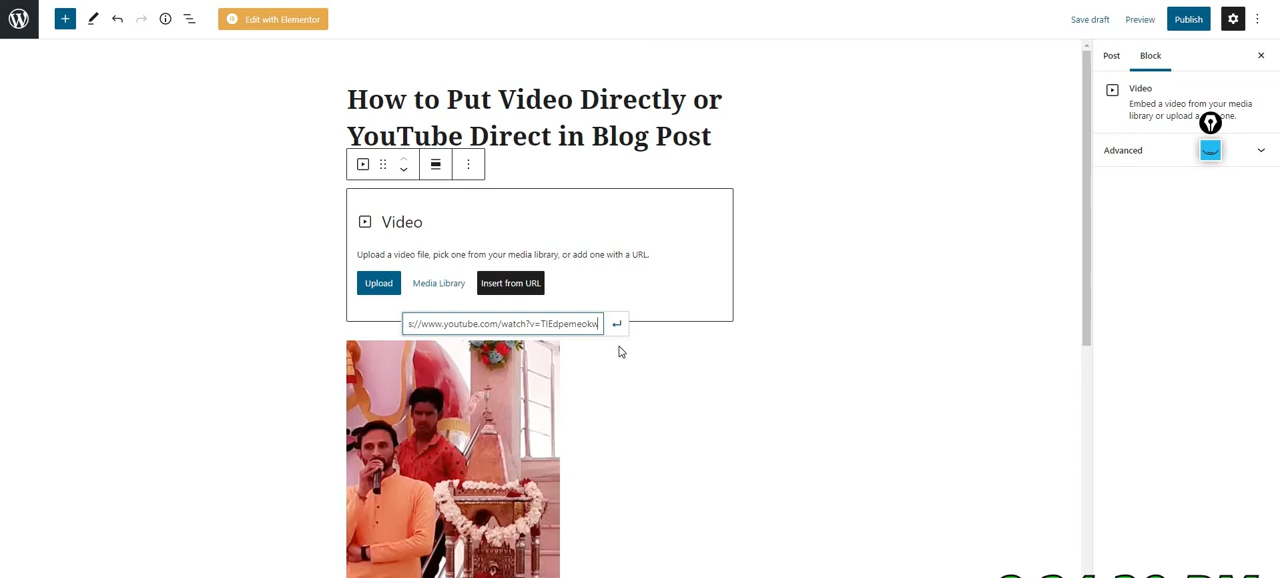 Edit with Elementor
Save draft
Preview
Publish
Post
Block
How to Put Video Directly or
YouTube Direct in Blog Post
Video
Embed a video from your media
library or upload a
Advanced
Video
Upload a video file, pick one from your media library, or add one with a URL.
Upload
Media Library
Insert from URL
s://www.youtube.com/watch?v=TIEdpemeokw